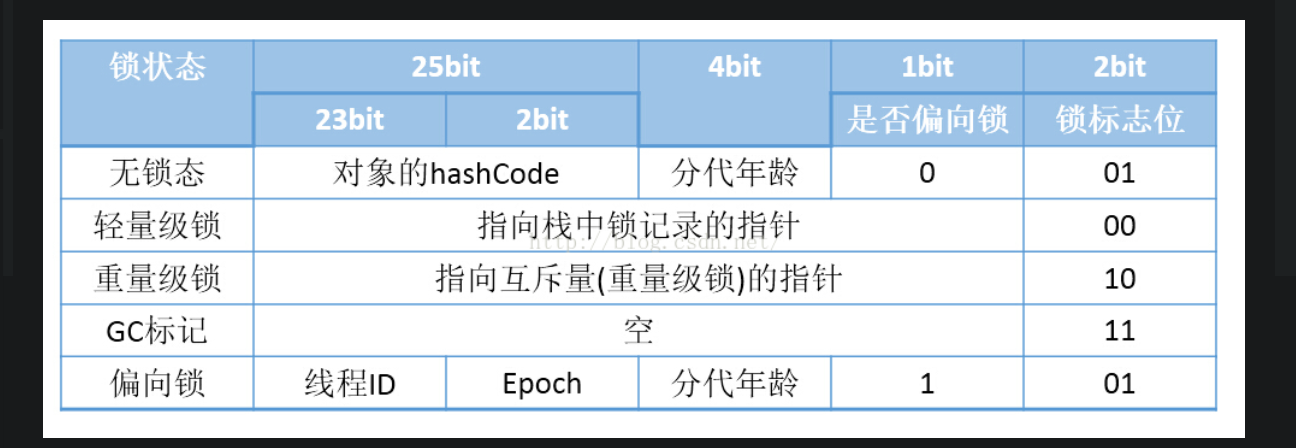 锁状态 25bit 4bit 1bit 2bit
23bit 2bit 是否偏向锁 锁标志位
无锁态 对象的hashCode 分代年龄 0 01
轻量级锁 指向栈中锁记录的指针 00
http://blog.csdn.net/
重量级锁 指向互斥量(重量级锁)的指针 10
GC标记 空 11
偏向锁 线程ID Epoch 分代年龄 1 01